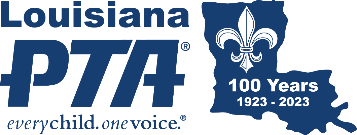 Louisiana
PTA®
everychild.onevoice.®
100 Years
1923 - 2023